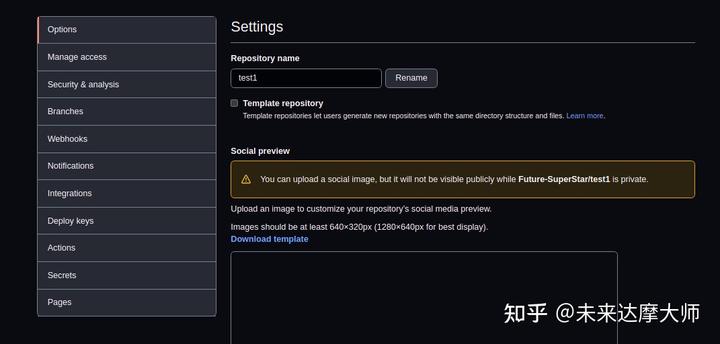 Options
Manage access
Security & analysis
Branches
Webhooks
Notifications
Integrations
Deploy keys
Actions
Secrets
Pages
Settings
Repository name
test1
Rename
Template repository
Template repositories let users generate new repositories with the same directory structure and files. Learn more.
Social preview
You can upload a social image, but it will not be visible publicly while Future-SuperStar/test1 is private.
Upload an image to customize your repository's social media preview.
Images should be at least 640×320px (1280×640px for best display).
Download template
知乎 @未来达摩大师